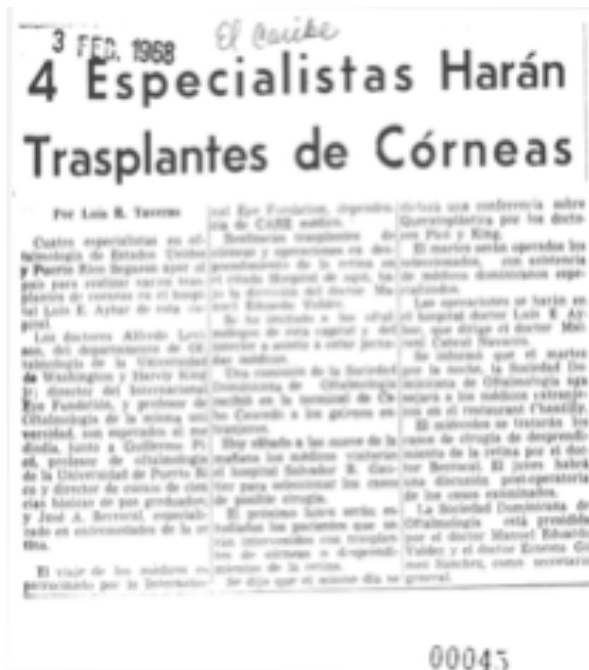 3 FEB. 1968
El Caribe
4 Especialistas Harán
Trasplantes de Córneas
Por Luis R. Taveras
Cuatro especialistas en of-
talmología de Estados Unidos
y Puerto Rico llegaron ayer al
país para realizar varios tras-
plantes de córneas en el hospi-
tal Luis E. Aybar de esta ca-
pital.
Los doctores Alfredo
del departamento de Of-
talmología de la Universidad
de Washington y Harvey King
Jr; director del Internacional
Eye Fundation, y profesor de
Oftalmología de la misma uni-
versidad, son esperados al me-
diodía, junto a Guillermo Pi-
có, profesor de oftalmología
de la Universidad de Puerto Ri-
co y director de cursos de cien-
cias básicas de pos graduados,
y José A. Berrocal, especiali-
zado en enfermedades de la re-
tina.
El viaje de los médicos es
patrocinado por la Internacio-
nal Eye Fundation, dependen-
cia de CARE médico.
Realizarán trasplantes de
córneas y operaciones en des-
prendimiento de la retina en
el citado Hospital de aquí, ba-
jo la dirección del doctor Ma-
nuel Eduardo Valdez.
Se ha invitado a los oftal-
mólogos de esta capital y del
interior a asistir a estas jorna-
das médicas.
Una comisión de la Sociedad
Dominicana de Oftalmología
recibió en la terminal de Ca-
bo Caucedo a los galenos ex-
tranjeros.
Hoy sábado a las nueve de la
mañana los médicos visitarán
el hospital Salvador B. Gau-
tier para seleccionar los casos
de posible cirugía.
El próximo lunes serán es-
tudiados los pacientes que se-
rán intervenidos con trasplan-
tes de córneas o desprendi-
mientos de la retina.
Se dijo que el mismo día se
dictará una conferencia sobre
Queratoplastia por los docto-
res Picó y King.
El martes serán operados los
seleccionados, con asistencia
de médicos dominicanos espe-
cializados.
Las operaciones se harán en
el hospital doctor Luis E. Ay-
bar, que dirige el doctor
Cabral Navarro.
Se informó que el martes
por la noche, la Sociedad Do-
minicana de Oftalmología aga-
sajará a los médicos extranje-
ros en el restaurant Chantilly.
El miércoles se tratarán los
casos de cirugía de desprendi-
miento de la retina por el doc-
tor Berrocal. El jueves habrá
una discusión post-operatoria
de los casos examinados.
La Sociedad Dominicana de
Oftalmología está presidida
por el doctor Manuel Eduardo
Valdez y el doctor Ernesto Gó-
mez Sánchez, como secretario
general.
00045